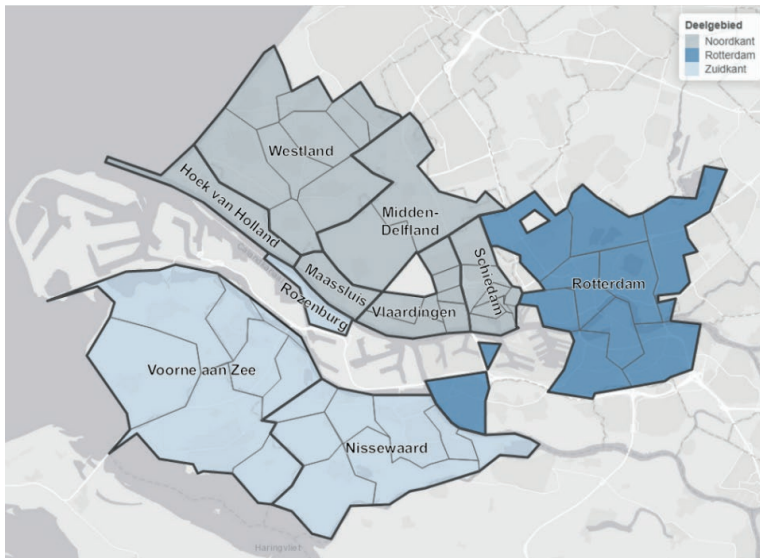 Deelgebied
Noordkant
Rotterdam
Zuidkant
Westland
Hoek van Holland
Midden-
Delfland
Schiedam
Maassluis
Rozenburg
Vlaardingen
Rotterdam
Voorne aan Zee
Nissewaard
Haringvliet